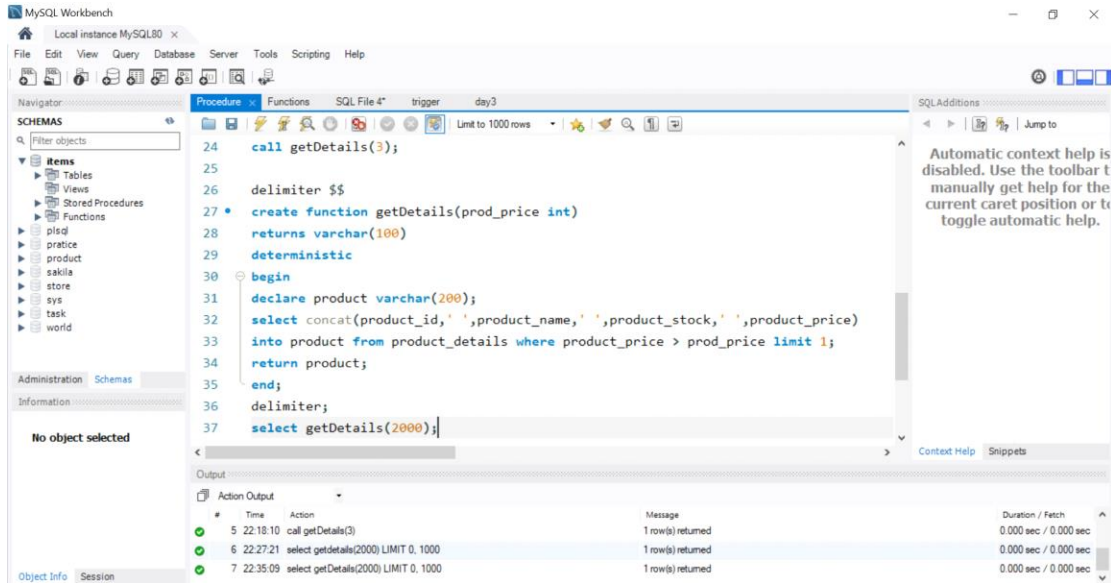 MySQL Workbench
Local instance MySQL80
File Edit View Query Database Server Tools Scripting Help
Navigator
SCHEMAS
Filter objects
items
Tables
Views
Stored Procedures
Functions
plsql
pratice
product
sakila
store
sys
task
world
Administration Schemas
Information
No object selected
Object Info Session
Procedure Functions SQL File 4* trigger day3
Limit to 1000 rows
24 call getDetails(3);
25
26 delimiter $$
27 create function getDetails(prod_price int)
28 returns varchar(100)
29 deterministic
30 begin
31 declare product varchar(200);
32 select concat(product_id,' ',product_name,' ',product_stock,' ',product_price)
33 into product from product_details where product_price > prod_price limit 1;
34 return product;
35 end;
36 delimiter;
37 select getDetails(2000);
SQLAdditions
Jump to
Automatic context help is
disabled. Use the toolbar t
manually get help for the
current caret position or to
toggle automatic help.
Context Help Snippets
Output
Action Output
# Time Action Message Duration / Fetch
5 22:18:10 call getDetails(3) 1 row(s) returned 0.000 sec / 0.000 sec
6 22:27:21 select getdetails(2000) LIMIT 0, 1000 1 row(s) returned 0.000 sec / 0.000 sec
7 22:35:09 select getDetails(2000) LIMIT 0, 1000 1 row(s) returned 0.000 sec / 0.000 sec